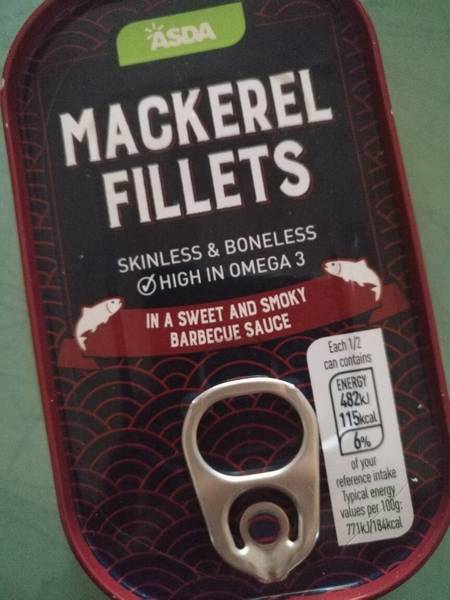 ASDA
MACKEREL
FILLETS
SKINLESS & BONELESS
HIGH IN OMEGA 3
IN A SWEET AND SMOKY
BARBECUE SAUCE
Each 1/2
can contains
ENERGY
482kJ
115kcal
6%
of your
reference intake
Typical energy
values per 100g:
771kJ/184kcal